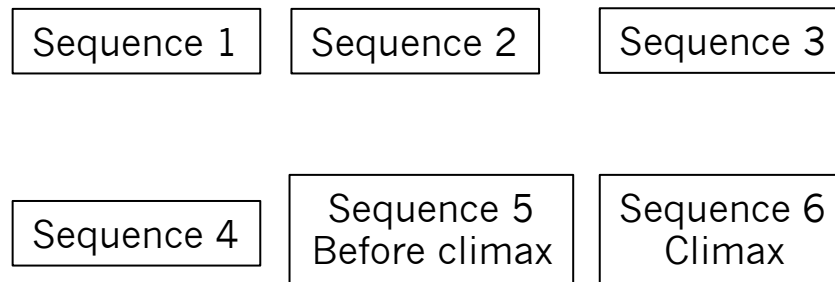 Sequence 1
Sequence 2
Sequence 3
Sequence 4
Sequence 5
Before climax
Sequence 6
Climax